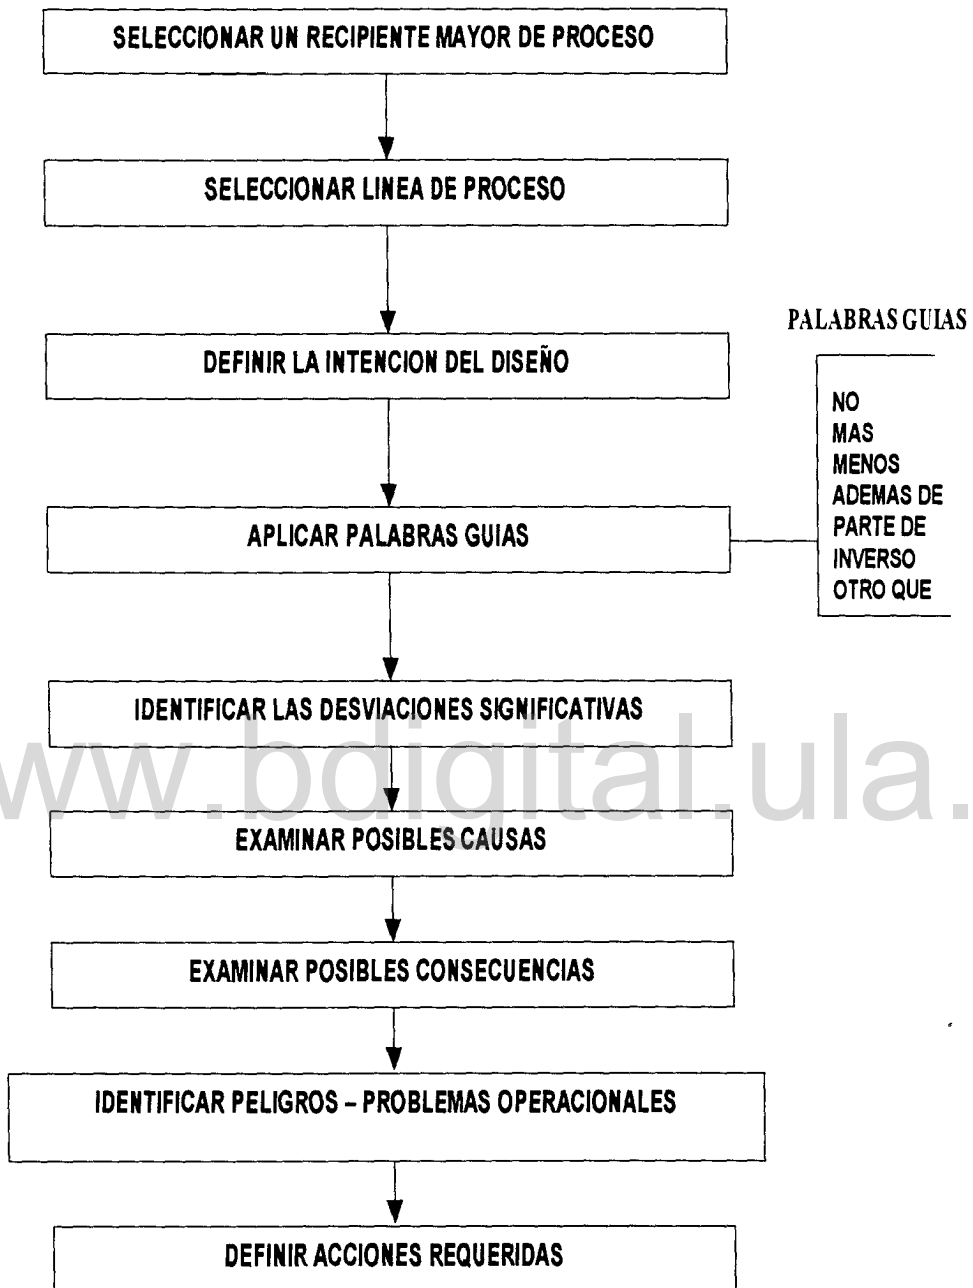 SELECCIONAR UN RECIPIENTE MAYOR DE PROCESO
SELECCIONAR LINEA DE PROCESO
DEFINIR LA INTENCION DEL DISEÑO
APLICAR PALABRAS GUIAS
PALABRAS GUIAS
NO
MAS
MENOS
ADEMAS DE
PARTE DE
INVERSO
OTRO QUE
IDENTIFICAR LAS DESVIACIONES SIGNIFICATIVAS
ww.bdigital.ula.
EXAMINAR POSIBLES CAUSAS
EXAMINAR POSIBLES CONSECUENCIAS
IDENTIFICAR PELIGROS – PROBLEMAS OPERACIONALES
DEFINIR ACCIONES REQUERIDAS